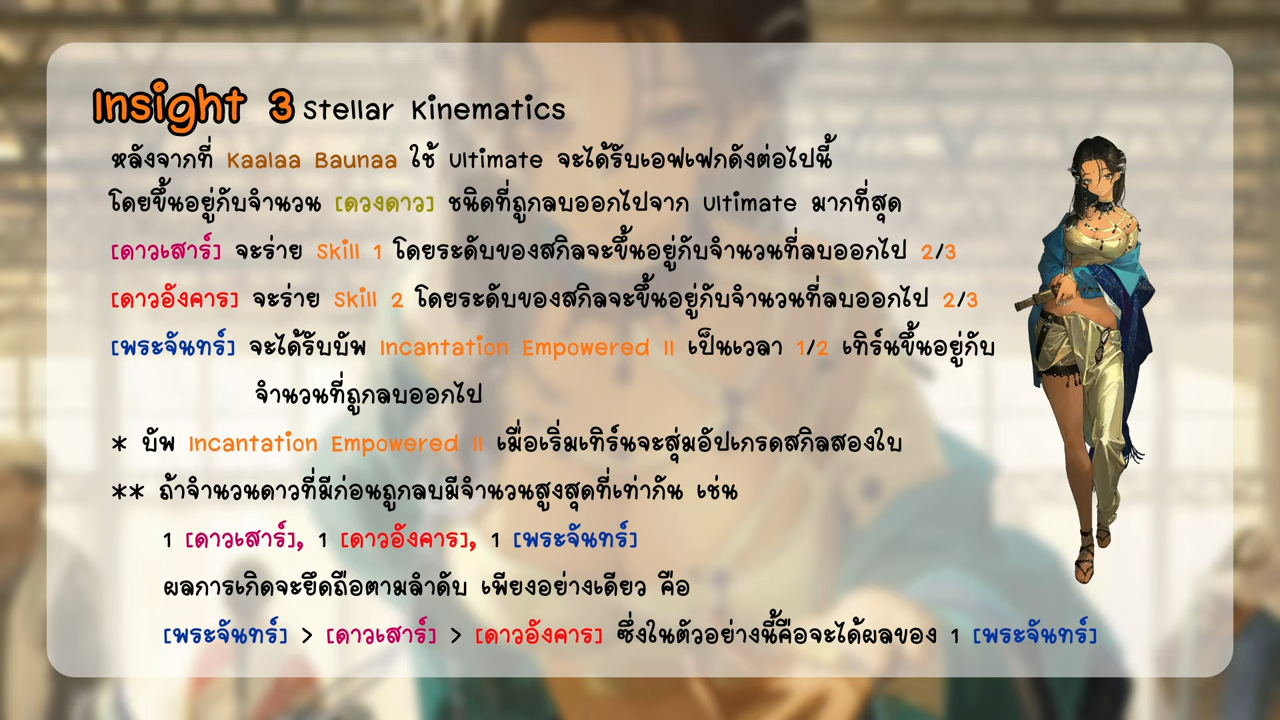 Insight 3 Stellar Kinematics
หลังจากที่ Kaalaa Baunaa ใช้ Ultimate จะได้รับเอฟเฟกดังต่อไปนี้
โดยขึ้นอยู่กับจำนวน [ดวงดาว] ชนิดที่ถูกลบออกไปจาก Ultimate มากที่สุด
[ดาวเสาร์] จะร่าย Skill 1 โดยระดับของสกิลจะขึ้นอยู่กับจำนวนที่ลบออกไป 2/3
[ดาวอังคาร] จะร่าย Skill 2 โดยระดับของสกิลจะขึ้นอยู่กับจำนวนที่ลบออกไป 2/3
[พระจันทร์] จะได้รับบัพ Incantation Empowered II เป็นเวลา 1/2 เทิร์นขึ้นอยู่กับ
จำนวนที่ถูกลบออกไป
* บัพ Incantation Empowered II เมื่อเริ่มเทิร์นจะสุ่มอัปเกรดสกิลสองใบ
** ถ้าจำนวนดาวที่มีก่อนถูกลบมีจำนวนสูงสุดที่เท่ากัน เช่น
1 [ดาวเสาร์], 1 [ดาวอังคาร], 1 [พระจันทร์]
ผลการเกิดจะยึดถือตามลำดับ เพียงอย่างเดียว คือ
[พระจันทร์] > [ดาวเสาร์] > [ดาวอังคาร] ซึ่งในตัวอย่างนี้คือจะได้ผลของ 1 [พระจันทร์]